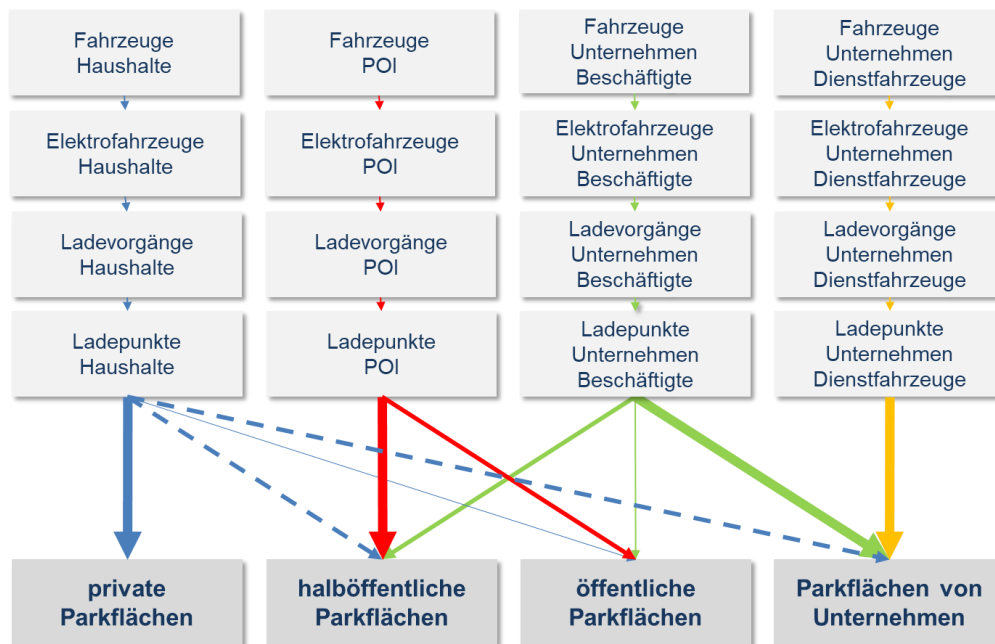 Fahrzeuge
Haushalte
Fahrzeuge
POI
Fahrzeuge
Unternehmen
Beschäftigte
Fahrzeuge
Unternehmen
Dienstfahrzeuge
Elektrofahrzeuge
Haushalte
Elektrofahrzeuge
POI
Elektrofahrzeuge
Unternehmen
Beschäftigte
Elektrofahrzeuge
Unternehmen
Dienstfahrzeuge
Ladevorgänge
Haushalte
Ladevorgänge
POI
Ladevorgänge
Unternehmen
Beschäftigte
Ladevorgänge
Unternehmen
Dienstfahrzeuge
Ladepunkte
Haushalte
Ladepunkte
POI
Ladepunkte
Unternehmen
Beschäftigte
Ladepunkte
Unternehmen
Dienstfahrzeuge
private
Parkflächen
halböffentliche
Parkflächen
öffentliche
Parkflächen
Parkflächen von
Unternehmen